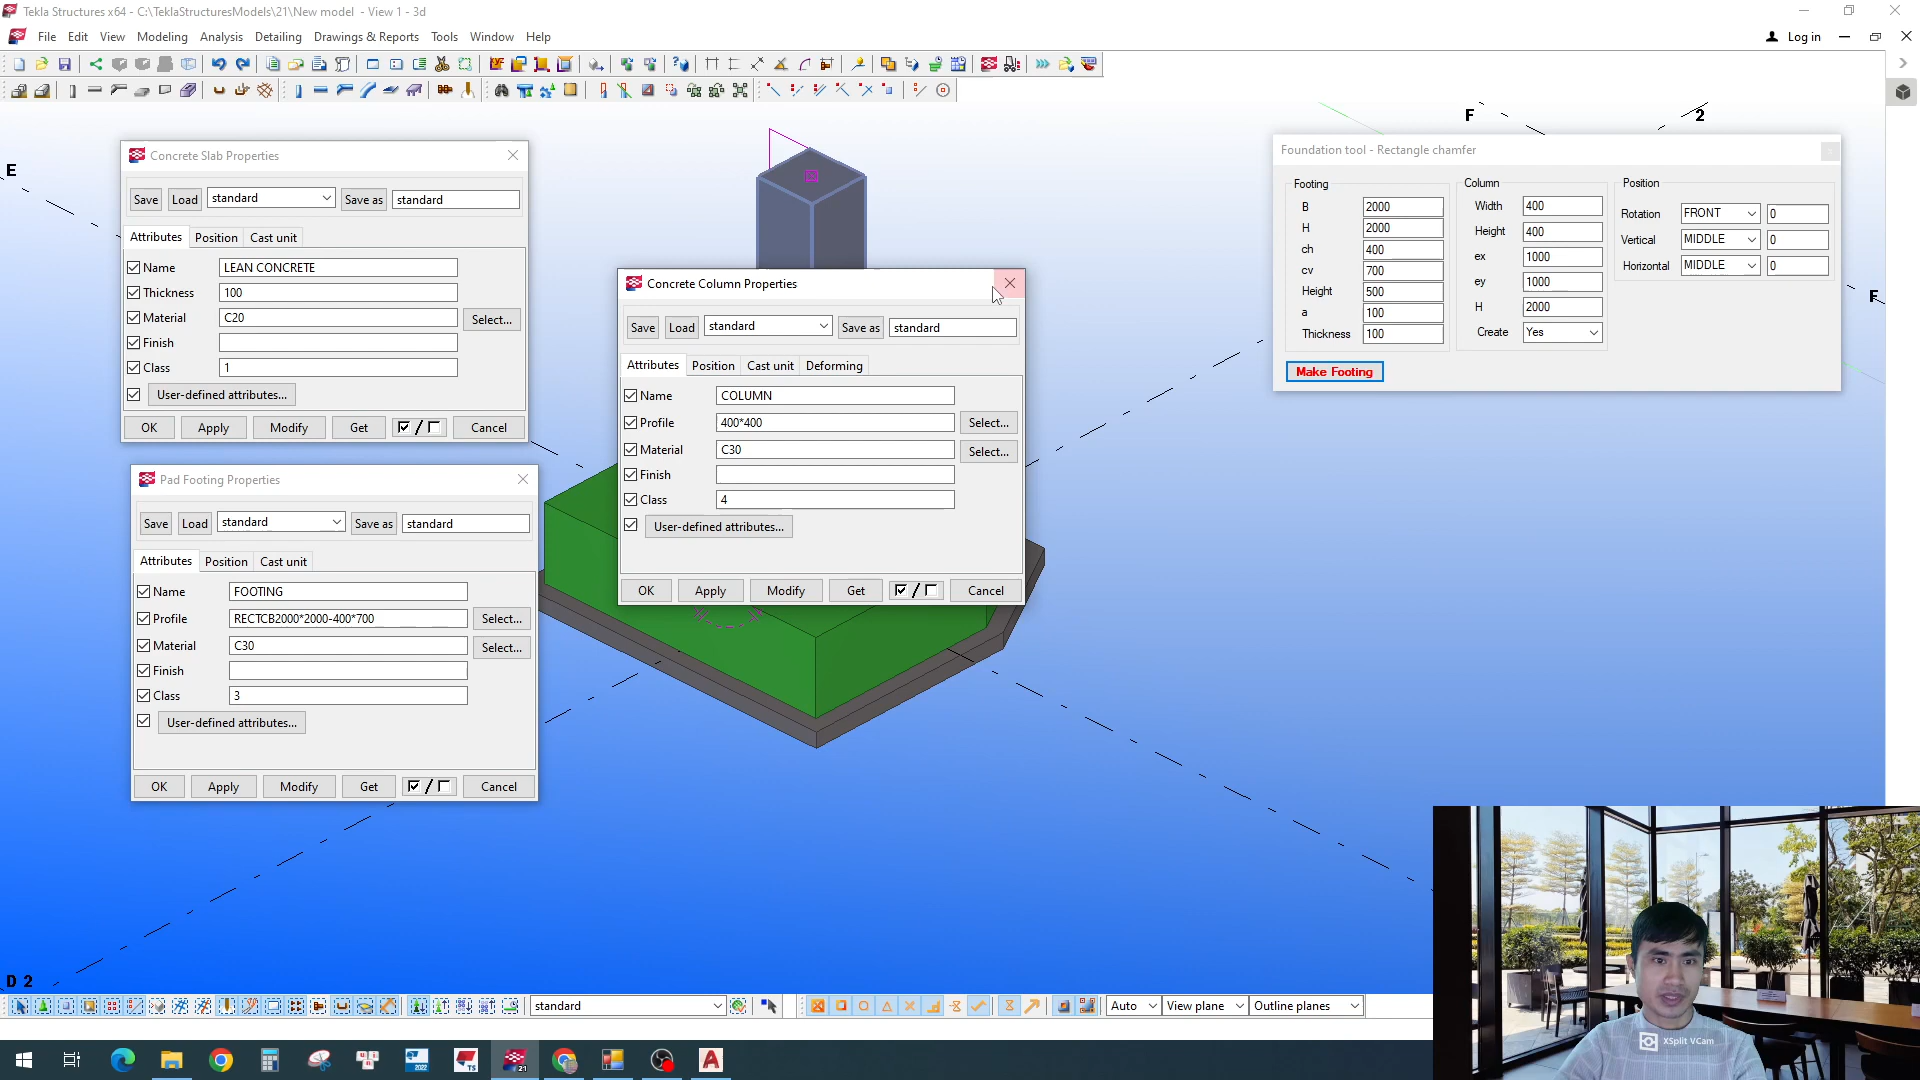 Tekla Structures x64 - C:\TeklaStructuresModels\21\New model - View 1 - 3d
File Edit View Modeling Analysis Detailing Drawings & Reports Tools Window Help
Log in
E
F
2
F
D 2
Concrete Slab Properties
Save Load standard Save as standard
Attributes Position Cast unit
Name LEAN CONCRETE
Thickness 100
Material C20 Select...
Finish
Class 1
User-defined attributes...
OK Apply Modify Get / Cancel
Pad Footing Properties
Save Load standard Save as standard
Attributes Position Cast unit
Name FOOTING
Profile RECTCB2000*2000-400*700 Select...
Material C30 Select...
Finish
Class 3
User-defined attributes...
OK Apply Modify Get / Cancel
Concrete Column Properties
Save Load standard Save as standard
Attributes Position Cast unit Deforming
Name COLUMN
Profile 400*400 Select...
Material C30 Select...
Finish
Class 4
User-defined attributes...
OK Apply Modify Get / Cancel
Foundation tool - Rectangle chamfer
Footing
B 2000
H 2000
ch 400
cv 700
Height 500
a 100
Thickness 100
Column
Width 400
Height 400
ex 1000
ey 1000
H 2000
Create Yes
Position
Rotation FRONT 0
Vertical MIDDLE 0
Horizontal MIDDLE 0
Make Footing
standard
Auto View plane Outline planes
2022 TS 21
XSplit VCam